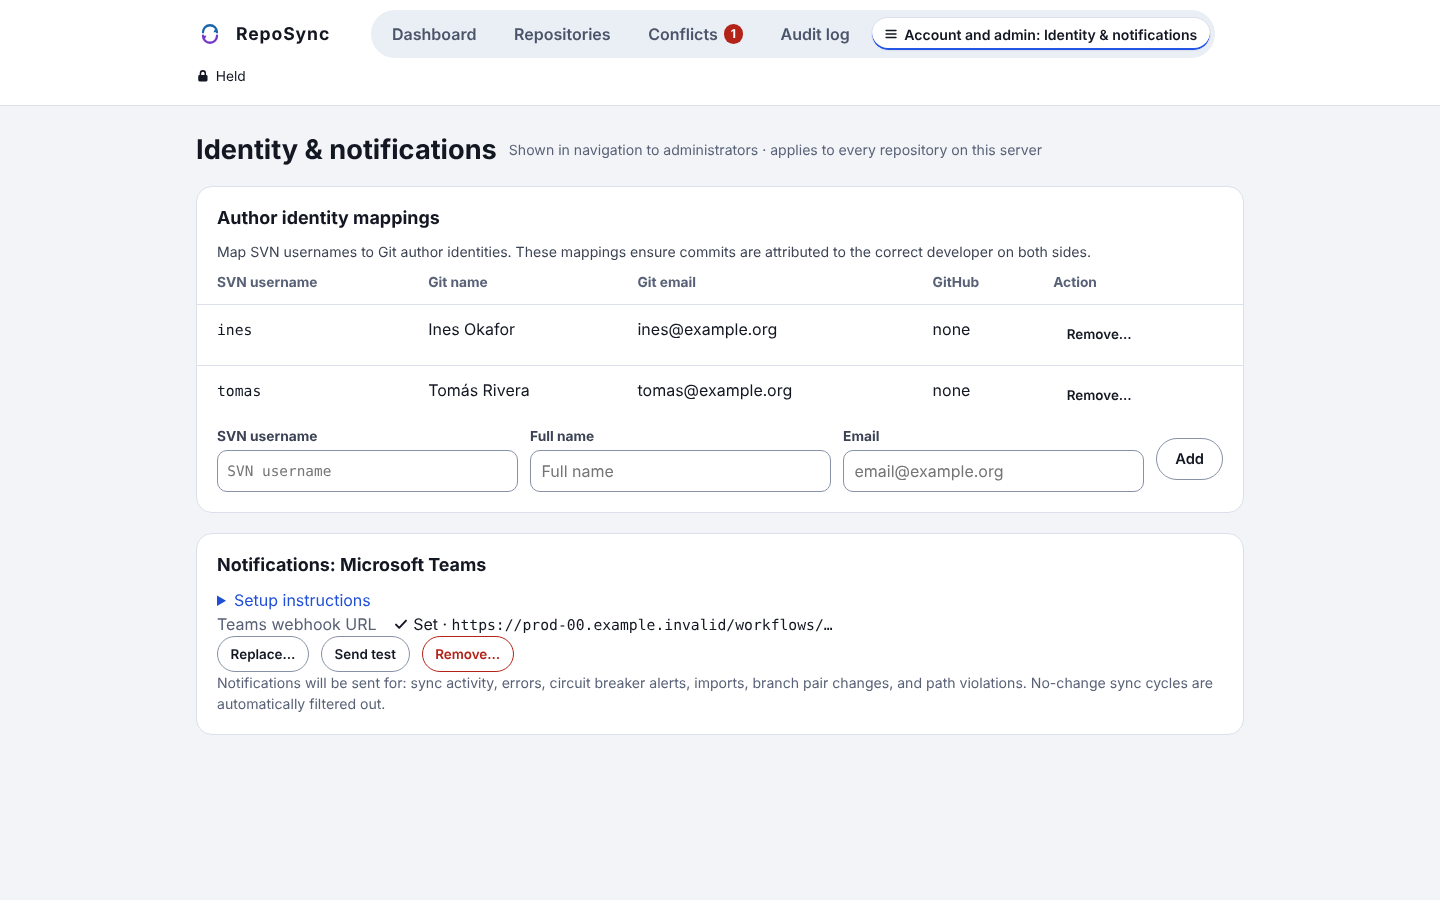 RepoSync
Dashboard
Repositories
Conflicts 1
Audit log
Account and admin: Identity & notifications
Held
Identity & notifications
Shown in navigation to administrators · applies to every repository on this server
Author identity mappings
Map SVN usernames to Git author identities. These mappings ensure commits are attributed to the correct developer on both sides.
SVN username Git name Git email GitHub Action
ines Ines Okafor ines@example.org none Remove...
tomas Tomás Rivera tomas@example.org none Remove...
SVN username Full name Email
SVN username Full name email@example.org Add
Notifications: Microsoft Teams
Setup instructions
Teams webhook URL Set · https://prod-00.example.invalid/workflows/…
Replace... Send test Remove...
Notifications will be sent for: sync activity, errors, circuit breaker alerts, imports, branch pair changes, and path violations. No-change sync cycles are
automatically filtered out.